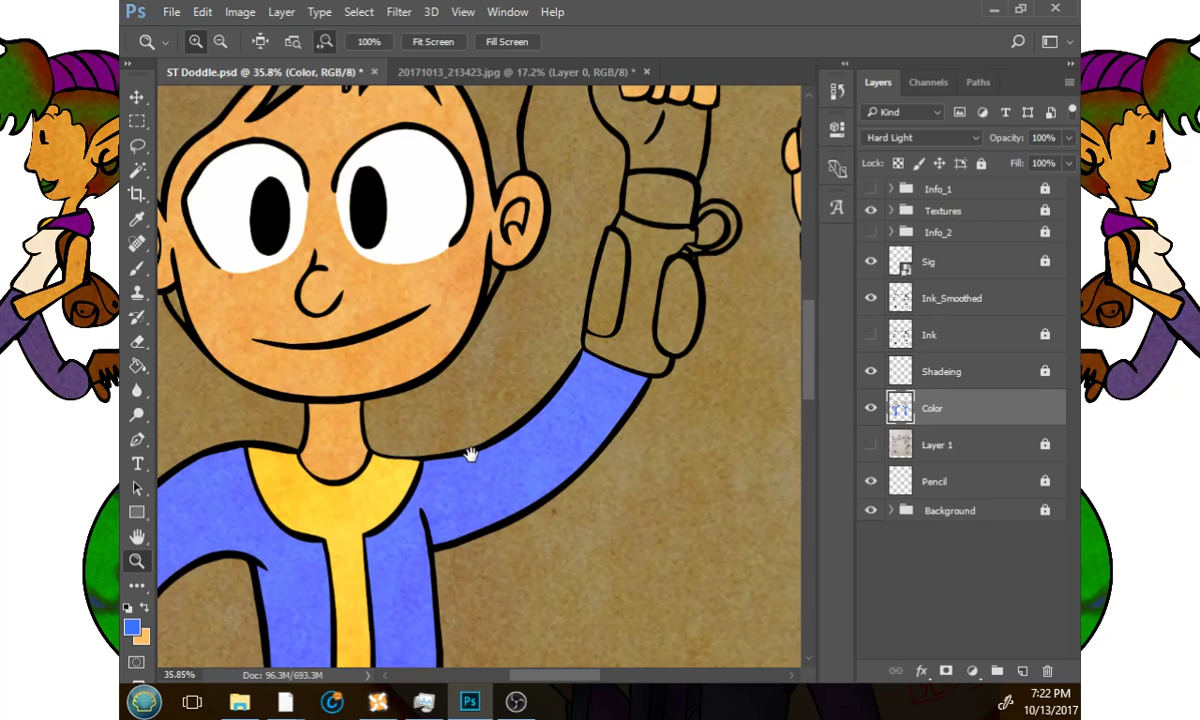 Ps File Edit Image Layer Type Select Filter 3D View Window Help
100% Fit Screen Fill Screen
ST Doddle.psd @ 35.8% (Color, RGB/8) * × 20171013_213423.jpg @ 17.2% (Layer 0, RGB/8) * ×
Layers Channels Paths
Kind
Hard Light Opacity: 100%
Lock: Fill: 100%
Info_1
Textures
Info_2
Sig
Ink_Smoothed
Ink
Shadeing
Color
Layer 1
Pencil
Background
35.85% Doc: 96.3M/693.3M
fx
Ps
7:22 PM
10/13/2017